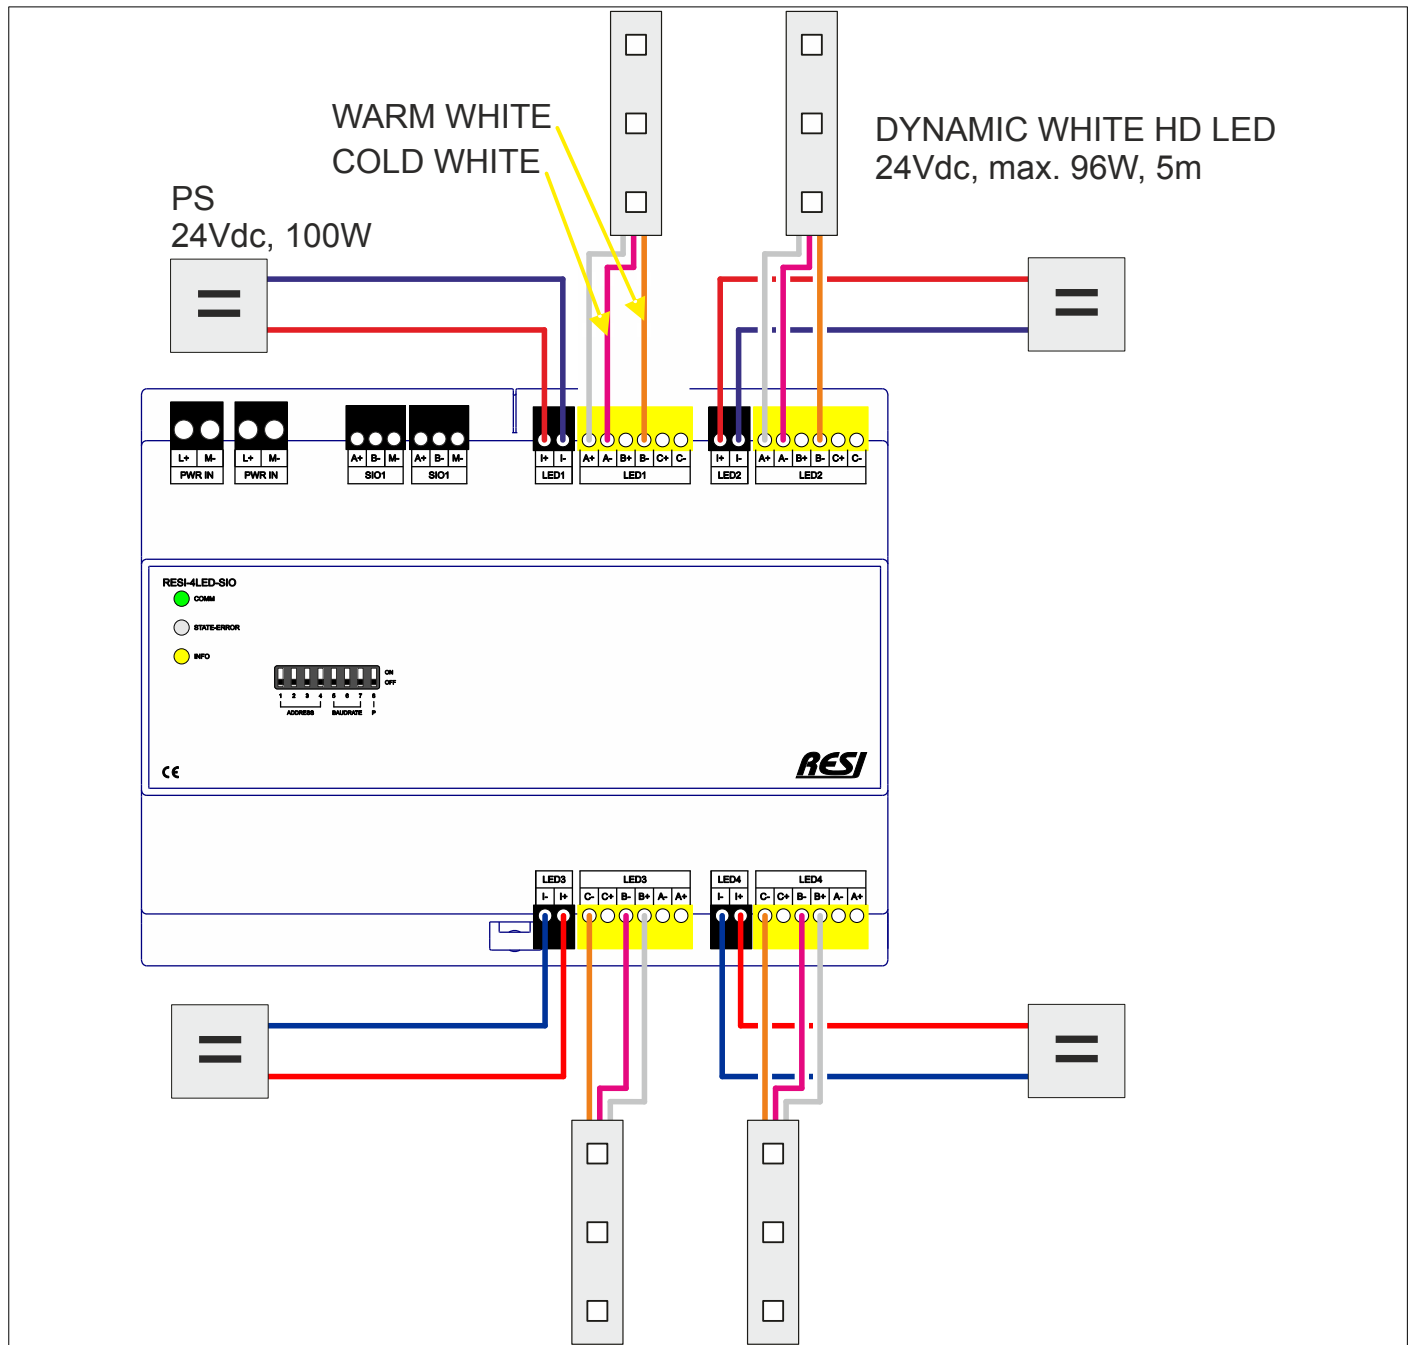 WARM WHITE
COLD WHITE
DYNAMIC WHITE HD LED
24Vdc, max. 96W, 5m
PS
24Vdc, 100W
L+ M- L+ M- A+ B- M- A+ B- M- I+ I- A+ A- B+ B- C+ C- I+ I- A+ A- B+ B- C+ C-
PWR IN PWR IN SIO1 SIO1 LED1 LED1 LED2 LED2
RESI-4LED-SIO
COMM
STATE-ERROR
INFO
ON
OFF
1 2 3 4 5 6 7 8
ADDRESS BAUDRATE P
CE
RESI
LED3 LED3 LED4 LED4
I- I+ C- C+ B- B+ A- A+ I- I+ C- C+ B- B+ A- A+